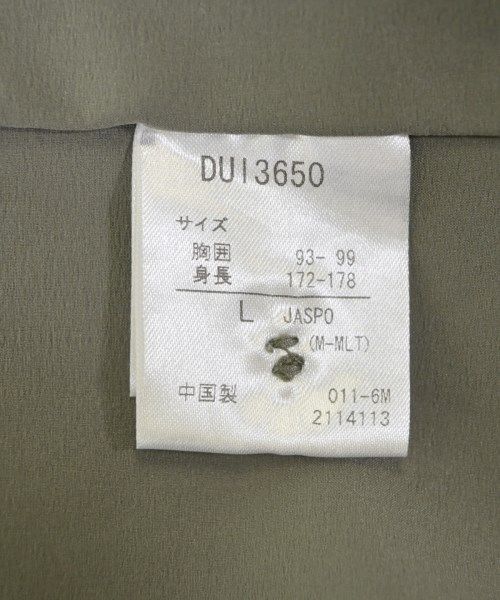 DUI3650
サイズ
胸囲 93- 99
身長 172-178
L JASPO
(M-MLT)
中国製 011-6M
2114113